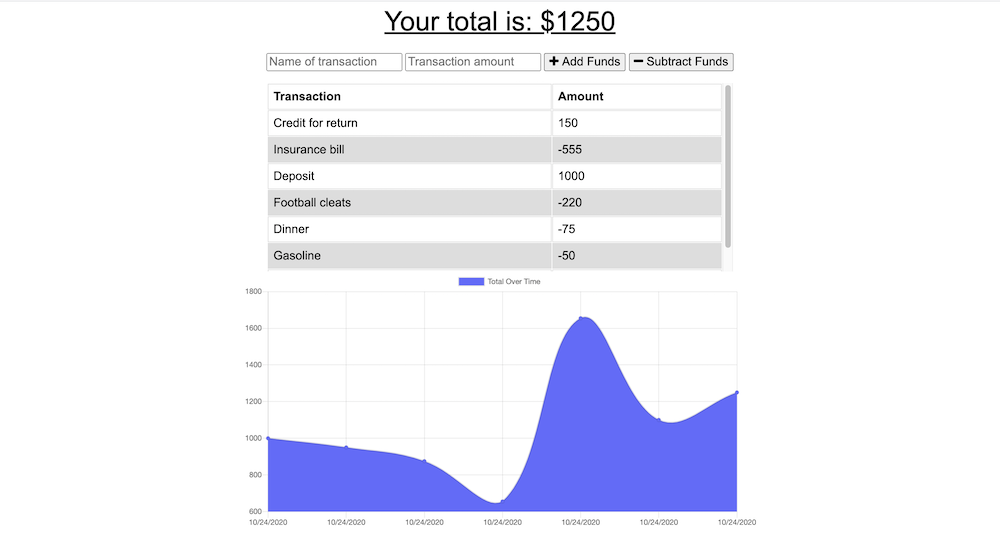 Your total is: $1250
Name of transaction Transaction amount + Add Funds − Subtract Funds
Transaction Amount
Credit for return 150
Insurance bill -555
Deposit 1000
Football cleats -220
Dinner -75
Gasoline -50
Total Over Time
1800
1600
1400
1200
1000
800
600
10/24/2020 10/24/2020 10/24/2020 10/24/2020 10/24/2020 10/24/2020 10/24/2020